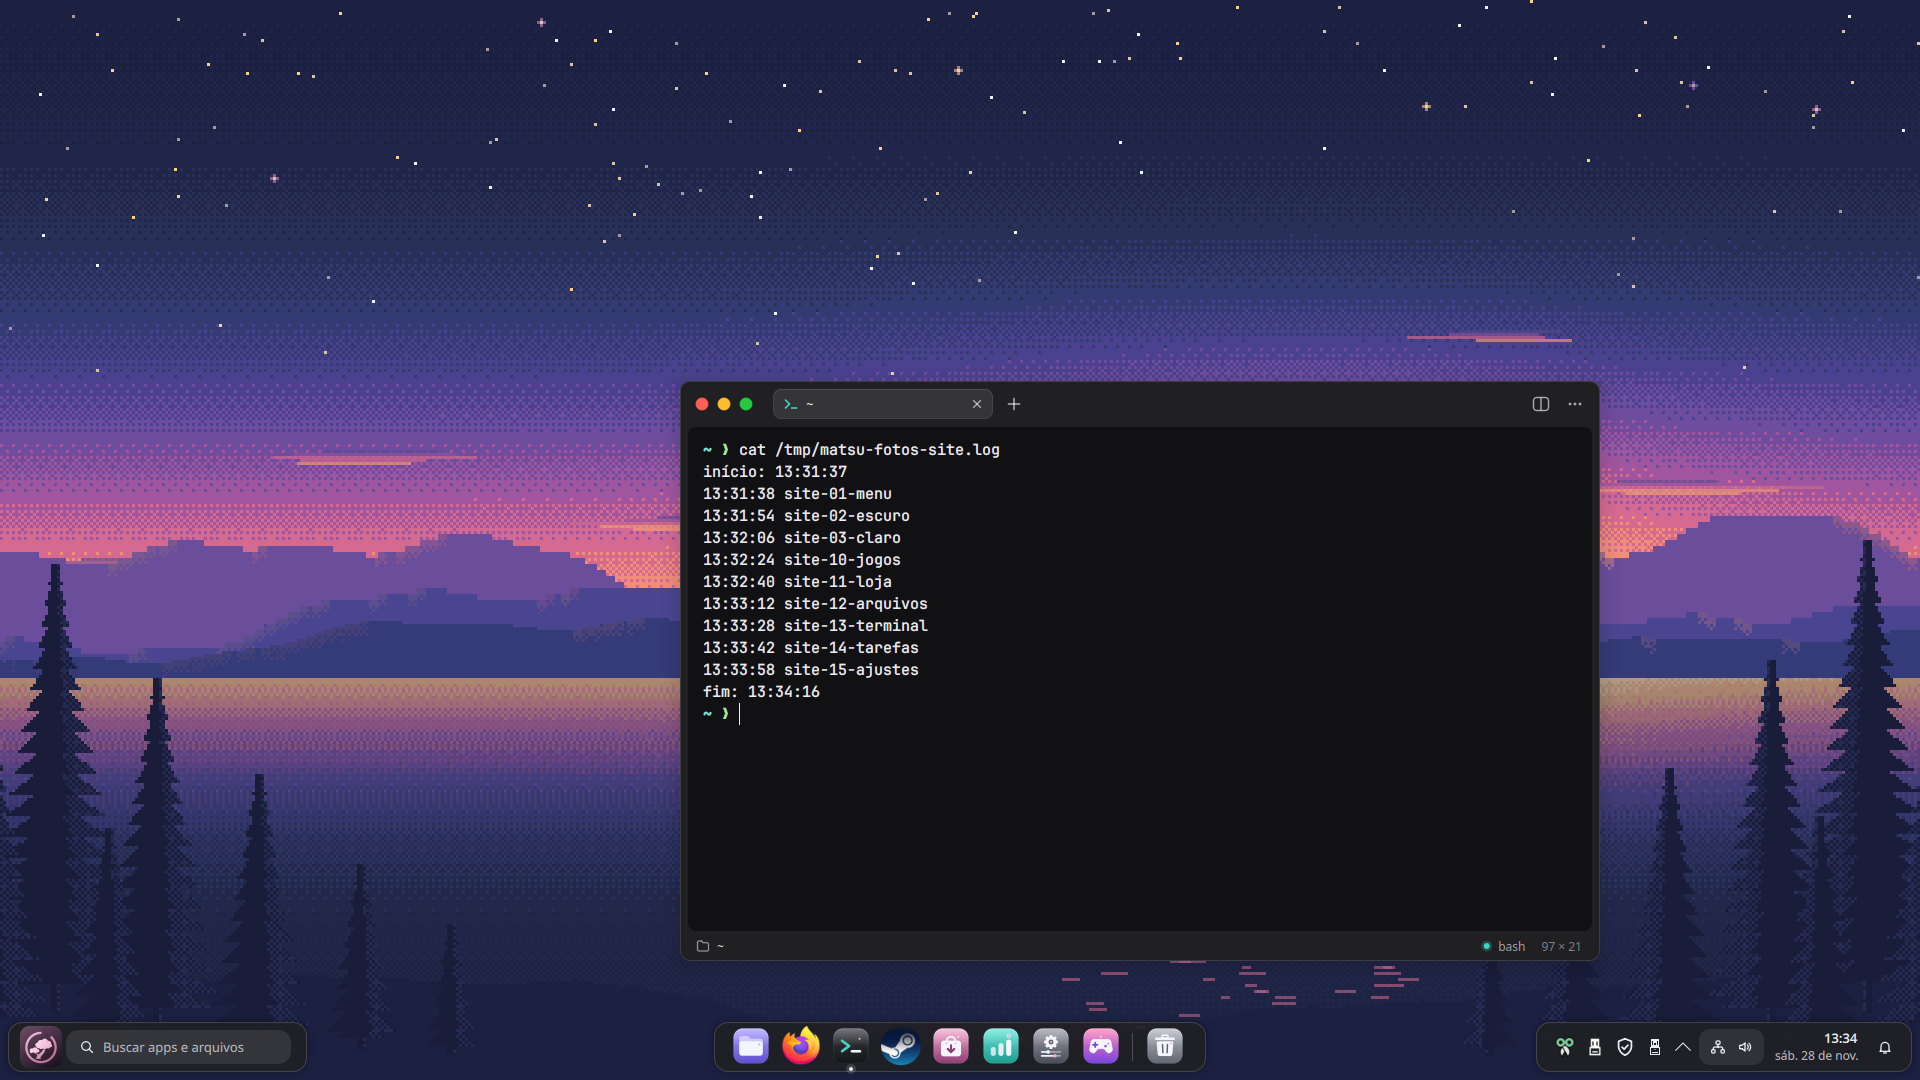 ~
~ ❱ cat /tmp/matsu-fotos-site.log
início: 13:31:37
13:31:38 site-01-menu
13:31:54 site-02-escuro
13:32:06 site-03-claro
13:32:24 site-10-jogos
13:32:40 site-11-loja
13:33:12 site-12-arquivos
13:33:28 site-13-terminal
13:33:42 site-14-tarefas
13:33:58 site-15-ajustes
fim: 13:34:16
~ ❱
~ bash 97 × 21
Buscar apps e arquivos
13:34
sáb. 28 de nov.